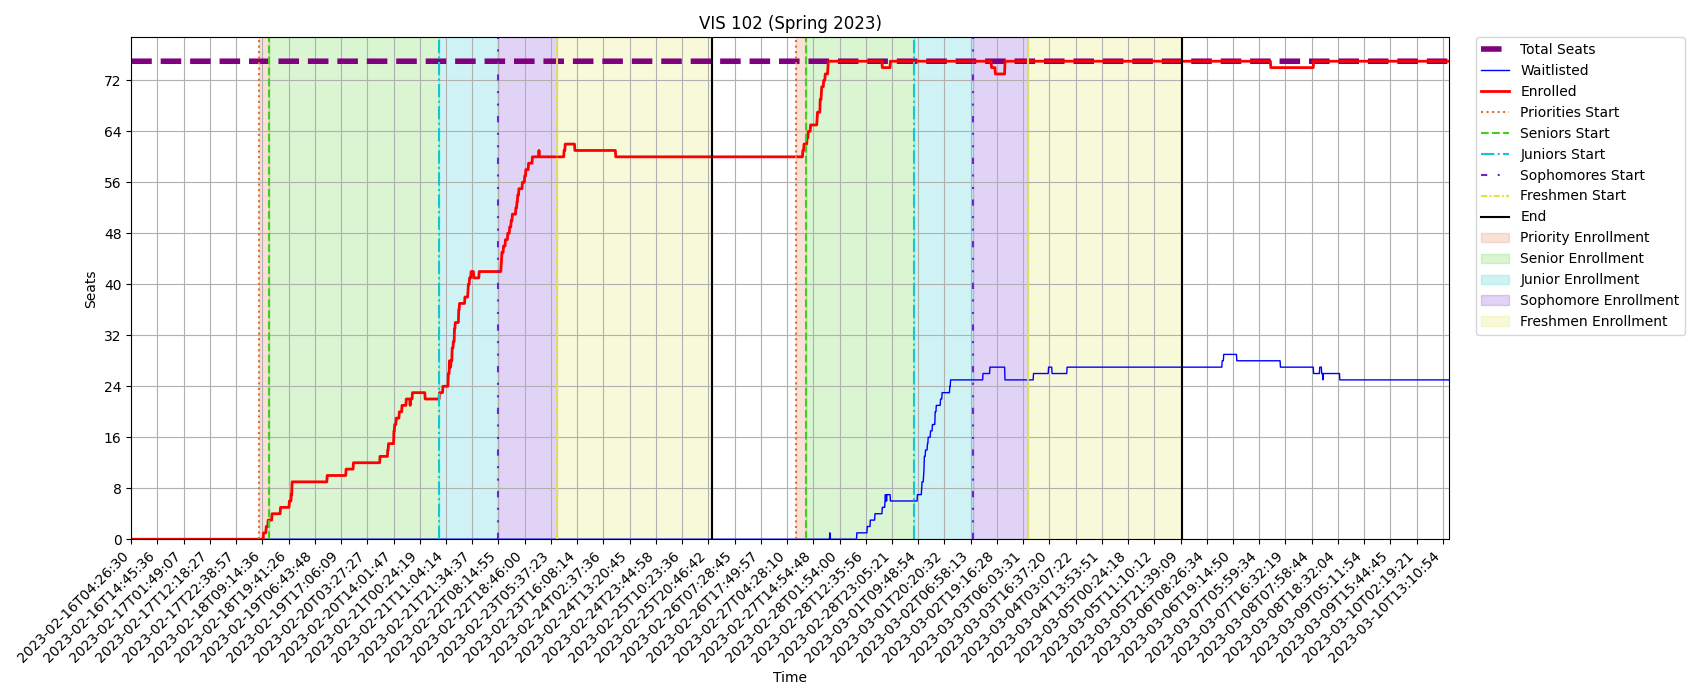 VIS 102 (Spring 2023)
Seats
72
64
56
48
40
32
24
16
8
0
2023-02-16T04:26:30
2023-02-16T14:45:36
2023-02-17T01:49:07
2023-02-17T12:18:27
2023-02-17T22:38:57
2023-02-18T09:14:36
2023-02-18T19:41:26
2023-02-19T06:43:48
2023-02-19T17:06:09
2023-02-20T03:27:27
2023-02-20T14:01:47
2023-02-21T00:24:19
2023-02-21T11:04:14
2023-02-21T21:34:37
2023-02-22T08:14:55
2023-02-22T18:46:00
2023-02-23T05:37:23
2023-02-23T16:08:14
2023-02-24T02:37:36
2023-02-24T13:20:45
2023-02-24T23:44:58
2023-02-25T10:23:36
2023-02-25T20:46:42
2023-02-26T07:28:45
2023-02-26T17:49:57
2023-02-27T04:28:10
2023-02-27T14:54:48
2023-02-28T01:54:00
2023-02-28T12:35:56
2023-02-28T23:05:21
2023-03-01T09:48:54
2023-03-01T20:20:32
2023-03-02T06:58:13
2023-03-02T19:16:28
2023-03-03T06:03:31
2023-03-03T16:37:20
2023-03-04T03:07:22
2023-03-04T13:53:51
2023-03-05T00:24:18
2023-03-05T11:10:12
2023-03-05T21:39:09
2023-03-06T08:26:34
2023-03-06T19:14:50
2023-03-07T05:59:34
2023-03-07T16:32:19
2023-03-08T07:58:44
2023-03-08T18:32:04
2023-03-09T05:11:54
2023-03-09T15:44:45
2023-03-10T02:19:21
2023-03-10T13:10:54
Time
Total Seats
Waitlisted
Enrolled
Priorities Start
Seniors Start
Juniors Start
Sophomores Start
Freshmen Start
End
Priority Enrollment
Senior Enrollment
Junior Enrollment
Sophomore Enrollment
Freshmen Enrollment